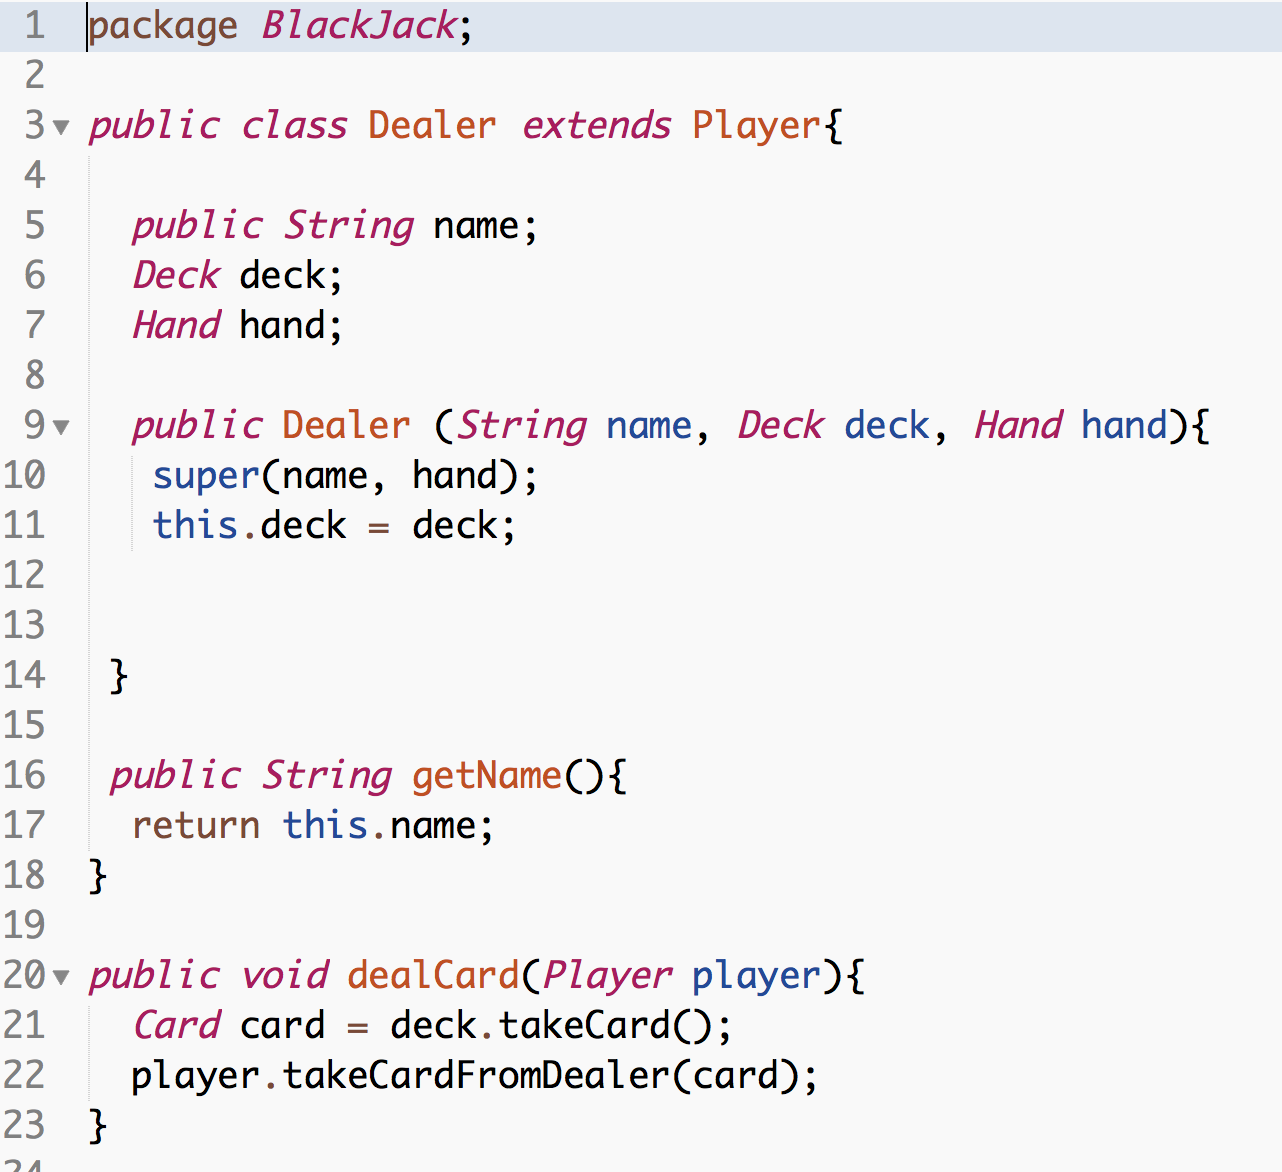 1 package BlackJack;
2
3 public class Dealer extends Player{
4
5 public String name;
6 Deck deck;
7 Hand hand;
8
9 public Dealer (String name, Deck deck, Hand hand){
10 super(name, hand);
11 this.deck = deck;
12
13
14 }
15
16 public String getName(){
17 return this.name;
18 }
19
20 public void dealCard(Player player){
21 Card card = deck.takeCard();
22 player.takeCardFromDealer(card);
23 }
24